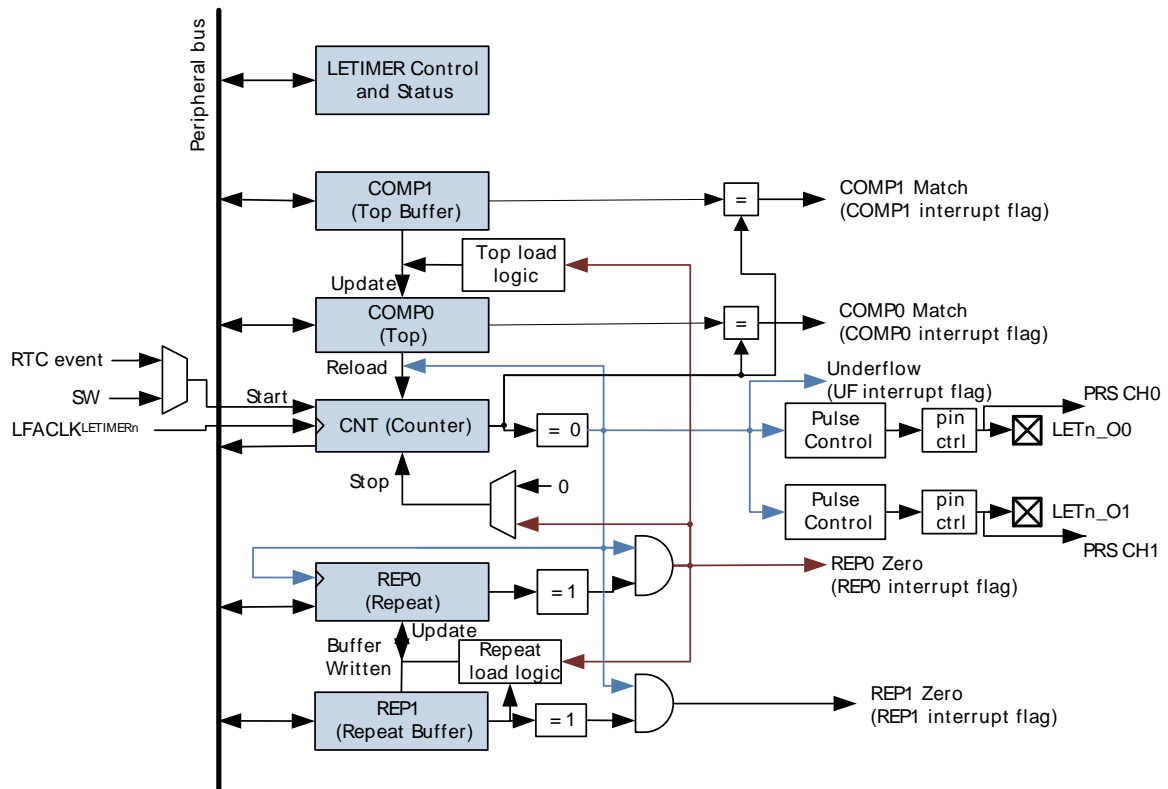 Peripheral bus
LETIMER Control
and Status
COMP1
(Top Buffer)
=
COMP1 Match
(COMP1 interrupt flag)
Top load
logic
Update
COMP0
(Top)
=
COMP0 Match
(COMP0 interrupt flag)
RTC event
SW
LFACLKLETIMERn
Reload
Start
CNT (Counter)
= 0
Underflow
(UF interrupt flag)
Pulse
Control
pin
ctrl
PRS CH0
LETn_O0
Stop
0
Pulse
Control
pin
ctrl
LETn_O1
PRS CH1
REP0
(Repeat)
= 1
REP0 Zero
(REP0 interrupt flag)
Update
Buffer
Written
Repeat
load logic
REP1
(Repeat Buffer)
= 1
REP1 Zero
(REP1 interrupt flag)